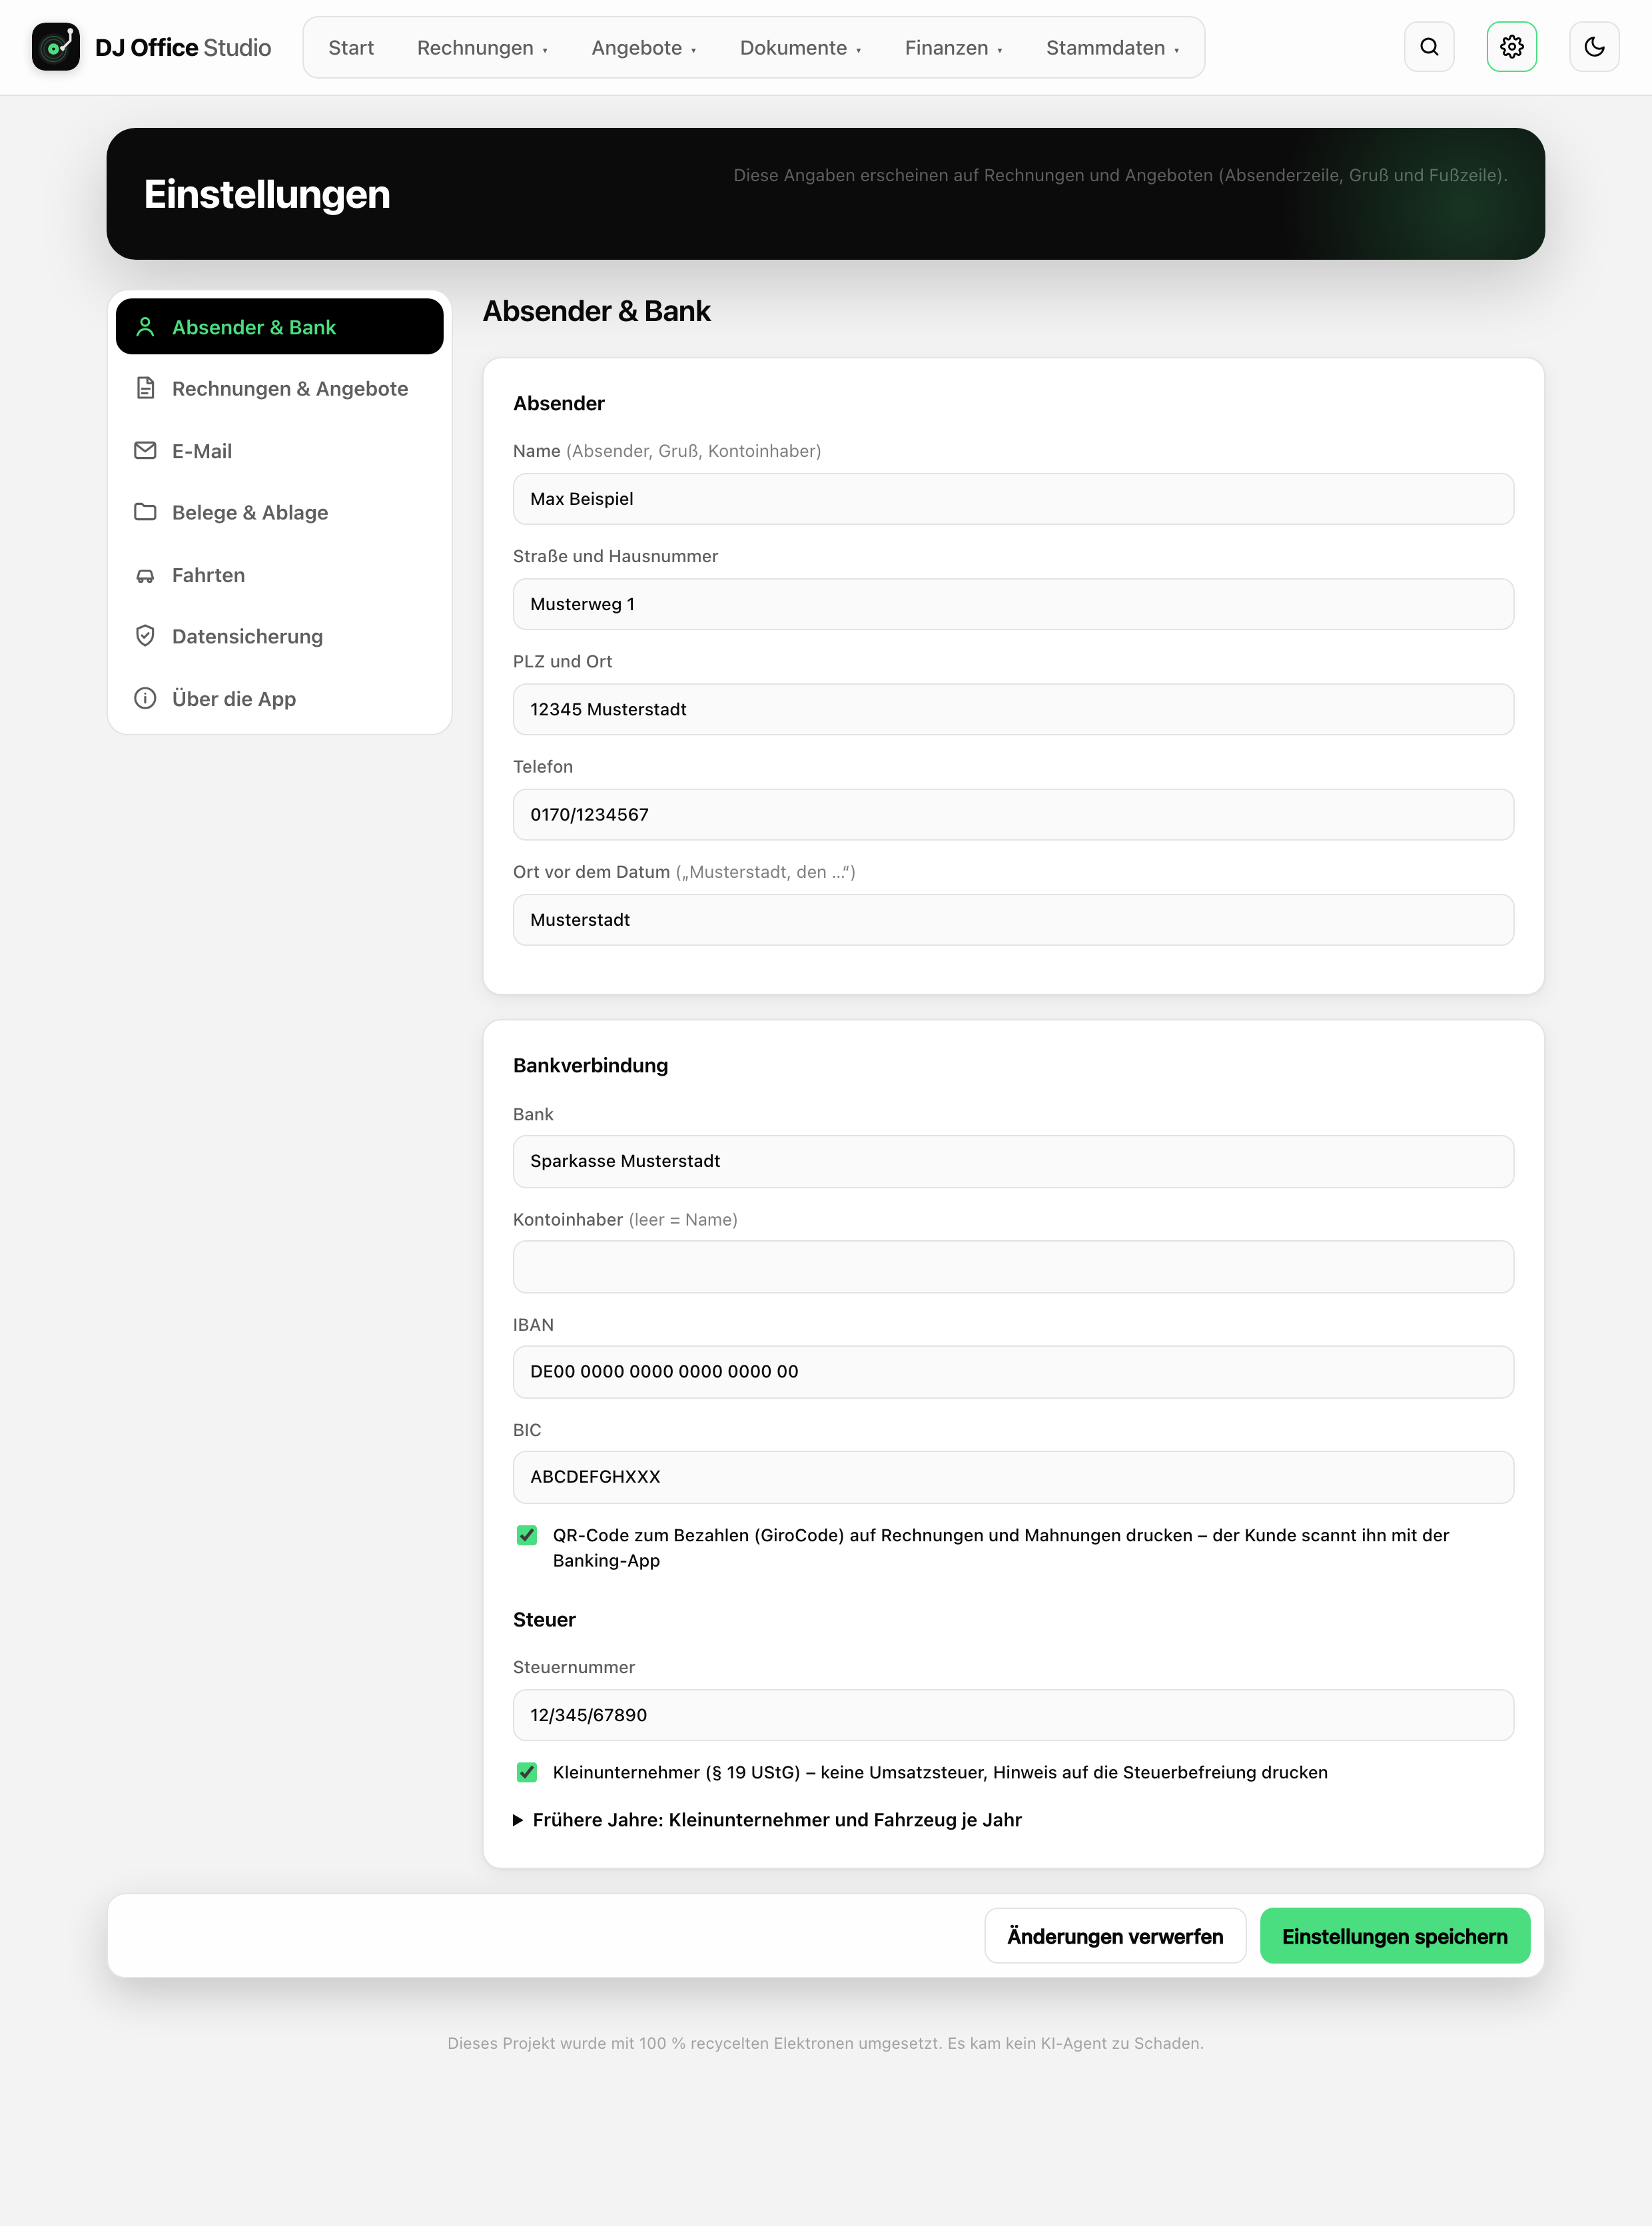 DJ Office Studio
Start
Rechnungen
Angebote
Dokumente
Finanzen
Stammdaten
Einstellungen
Diese Angaben erscheinen auf Rechnungen und Angeboten (Absenderzeile, Gruß und Fußzeile).
Absender & Bank
Rechnungen & Angebote
E-Mail
Belege & Ablage
Fahrten
Datensicherung
Über die App
Absender & Bank
Absender
Name (Absender, Gruß, Kontoinhaber)
Max Beispiel
Straße und Hausnummer
Musterweg 1
PLZ und Ort
12345 Musterstadt
Telefon
0170/1234567
Ort vor dem Datum („Musterstadt, den …“)
Musterstadt
Bankverbindung
Bank
Sparkasse Musterstadt
Kontoinhaber (leer = Name)
IBAN
DE00 0000 0000 0000 0000 00
BIC
ABCDEFGHXXX
QR-Code zum Bezahlen (GiroCode) auf Rechnungen und Mahnungen drucken – der Kunde scannt ihn mit der
Banking-App
Steuer
Steuernummer
12/345/67890
Kleinunternehmer (§ 19 UStG) – keine Umsatzsteuer, Hinweis auf die Steuerbefreiung drucken
Frühere Jahre: Kleinunternehmer und Fahrzeug je Jahr
Änderungen verwerfen
Einstellungen speichern
Dieses Projekt wurde mit 100 % recycelten Elektronen umgesetzt. Es kam kein KI-Agent zu Schaden.